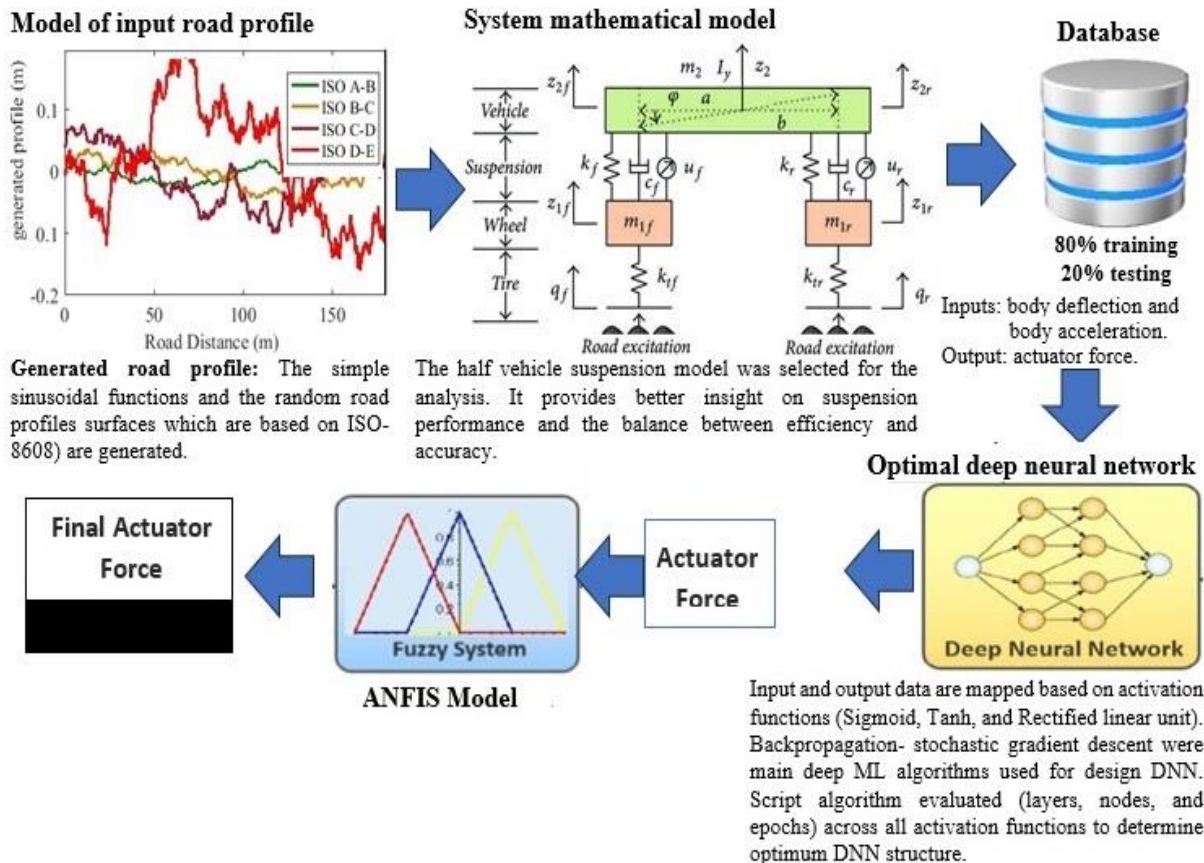 Model of input road profile
generated profile (m)
0.1
0
0.1
-0.2
0
50
100
150
Road Distance (m)
ISO A-B
ISO B-C
ISO C-D
ISO D-E
Generated road profile: The simple
sinusoidal functions and the random road
profiles surfaces which are based on ISO-
8608) are generated.
System mathematical model
m2 Iy z2
z2f
z2r
Vehicle
φ a
b
Suspension
kf
cf
uf
kr
cr
ur
z1f
z1r
Wheel
m1f
m1r
Tire
ktf
ktr
qf
qr
Road excitation
Road excitation
The half vehicle suspension model was selected for the
analysis. It provides better insight on suspension
performance and the balance between efficiency and
accuracy.
Database
80% training
20% testing
Inputs: body deflection and
body acceleration.
Output: actuator force.
Optimal deep neural network
Deep Neural Network
Input and output data are mapped based on activation
functions (Sigmoid, Tanh, and Rectified linear unit).
Backpropagation- stochastic gradient descent were
main deep ML algorithms used for design DNN.
Script algorithm evaluated (layers, nodes, and
epochs) across all activation functions to determine
optimum DNN structure.
Actuator
Force
0.8
0.6
0.4
0.2
Fuzzy System
ANFIS Model
Final Actuator
Force